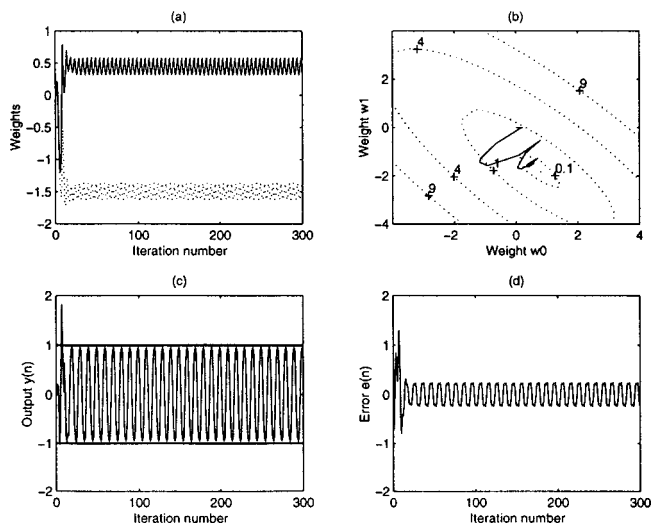 (a)
1
0.5
0
-0.5
-1
-1.5
-2
0 100 200 300
Weights
Iteration number
(b)
2
0
-2
-4
-2 0 2 4
Weight w1
Weight w0
4
9
1
0.1
4
9
(c)
2
1
0
-1
-2
0 100 200 300
Output y(n)
Iteration number
(d)
2
1
0
-1
-2
0 100 200 300
Error e(n)
Iteration number